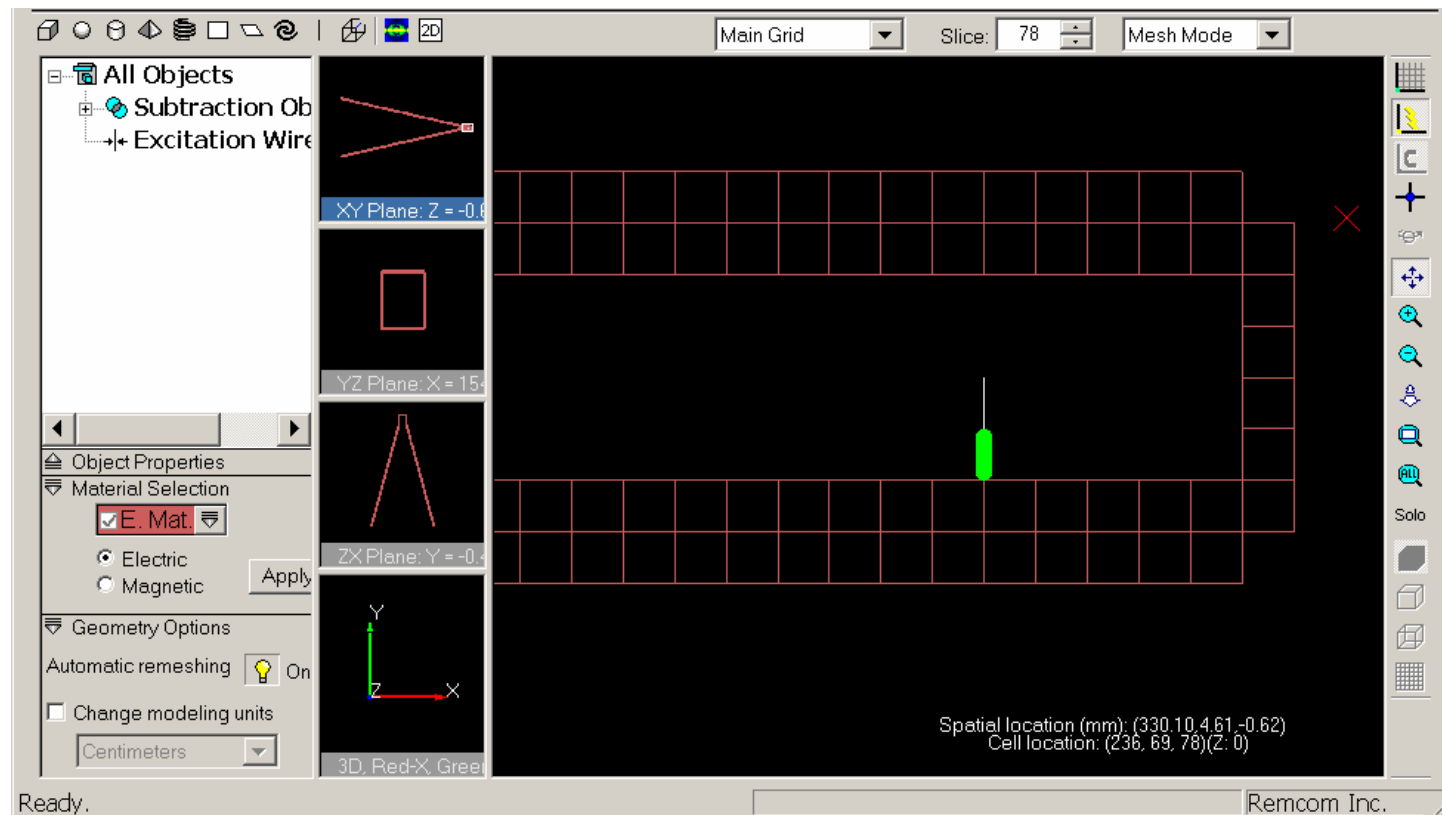 2D
Main Grid
Slice:
78
Mesh Mode
All Objects
Subtraction Ob
Excitation Wire
XY Plane: Z = -0.6
YZ Plane: X = 154
ZX Plane: Y = -0.4
Y
Z
X
3D, Red-X, Green
Object Properties
Material Selection
E. Mat.
Electric
Magnetic
Apply
Geometry Options
Automatic remeshing
On
Change modeling units
Centimeters
Spatial location (mm): (330.10,4.61,-0.62)
Cell location: (236, 69, 78)(Z: 0)
C
ALL
Solo
Ready.
Remcom Inc.